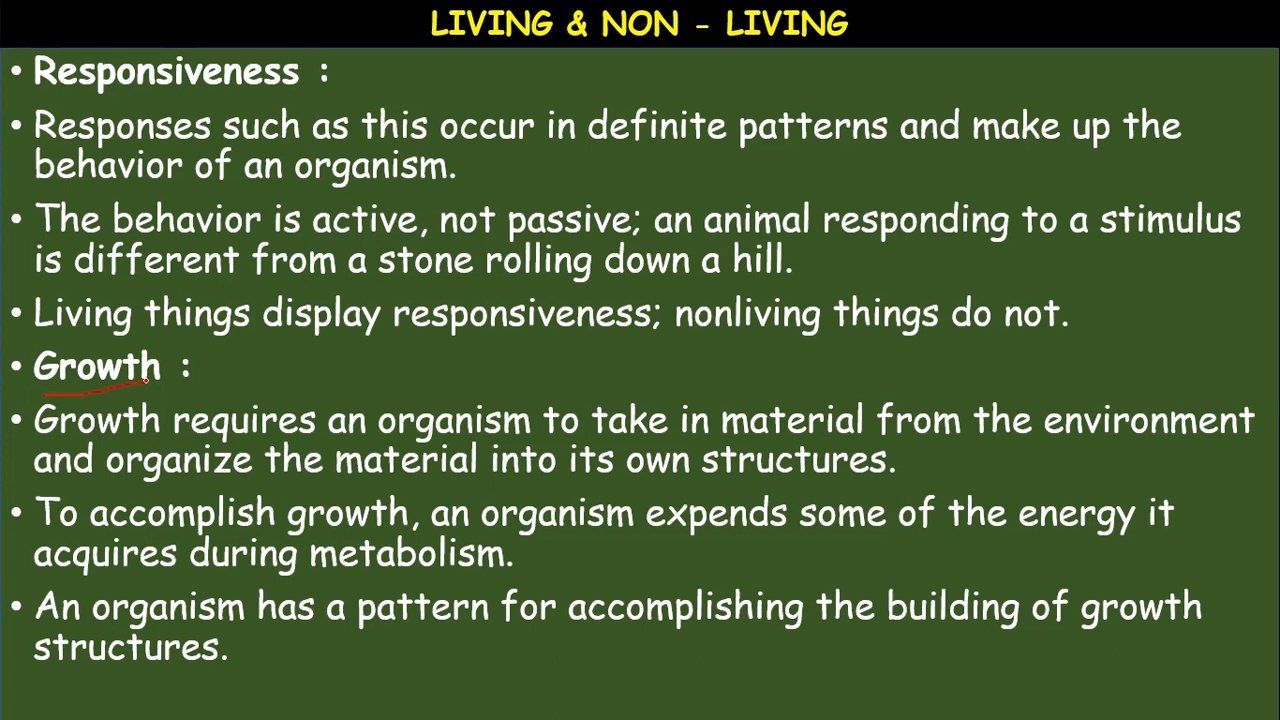 LIVING & NON - LIVING
• Responsiveness :
• Responses such as this occur in definite patterns and make up the
behavior of an organism.
• The behavior is active, not passive; an animal responding to a stimulus
is different from a stone rolling down a hill.
• Living things display responsiveness; nonliving things do not.
• Growth :
• Growth requires an organism to take in material from the environment
and organize the material into its own structures.
• To accomplish growth, an organism expends some of the energy it
acquires during metabolism.
• An organism has a pattern for accomplishing the building of growth
structures.